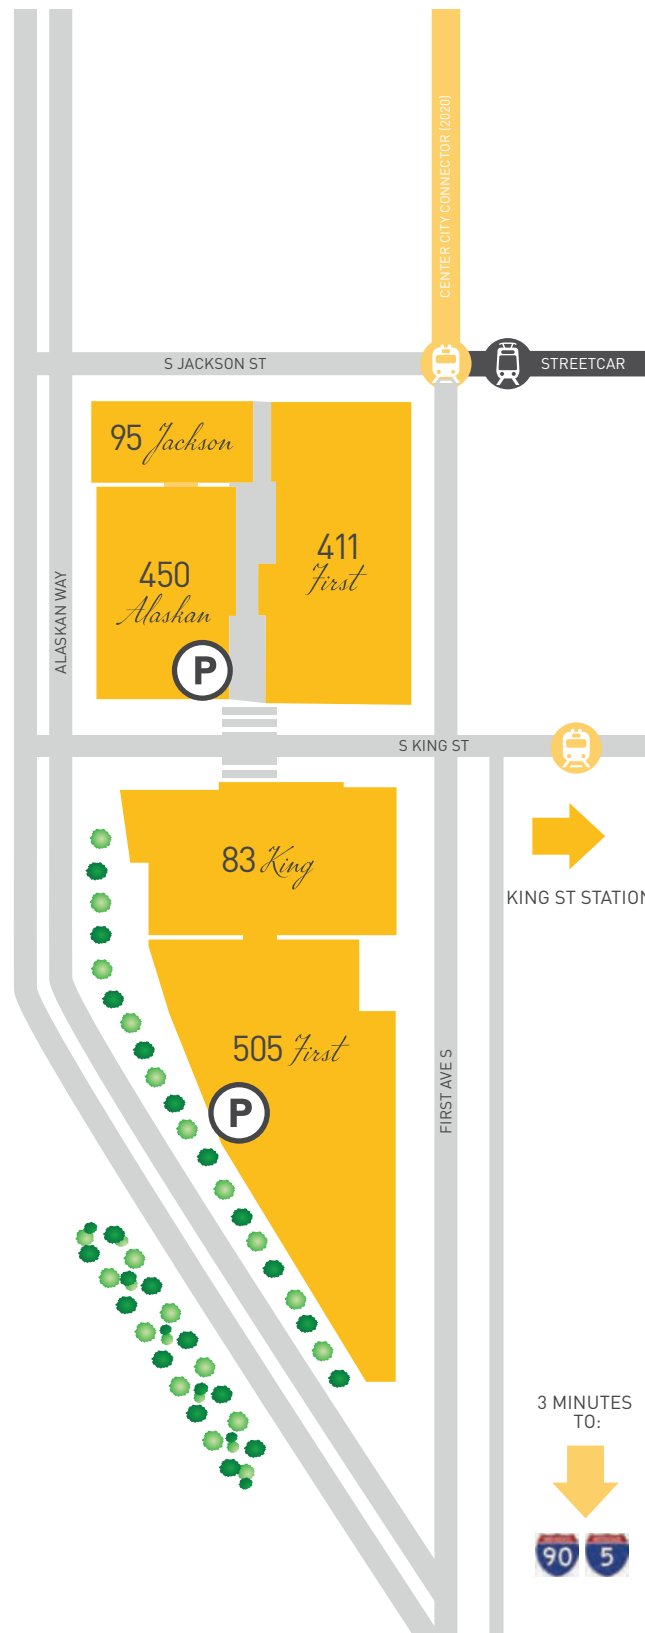 CENTER CITY CONNECTOR (2020)
S JACKSON ST
STREETCAR
95 Jackson
411
First
450
Alaskan
P
ALASKAN WAY
S KING ST
83 King
KING ST STATION
505 First
P
FIRST AVE S
3 MINUTES
TO:
90 5